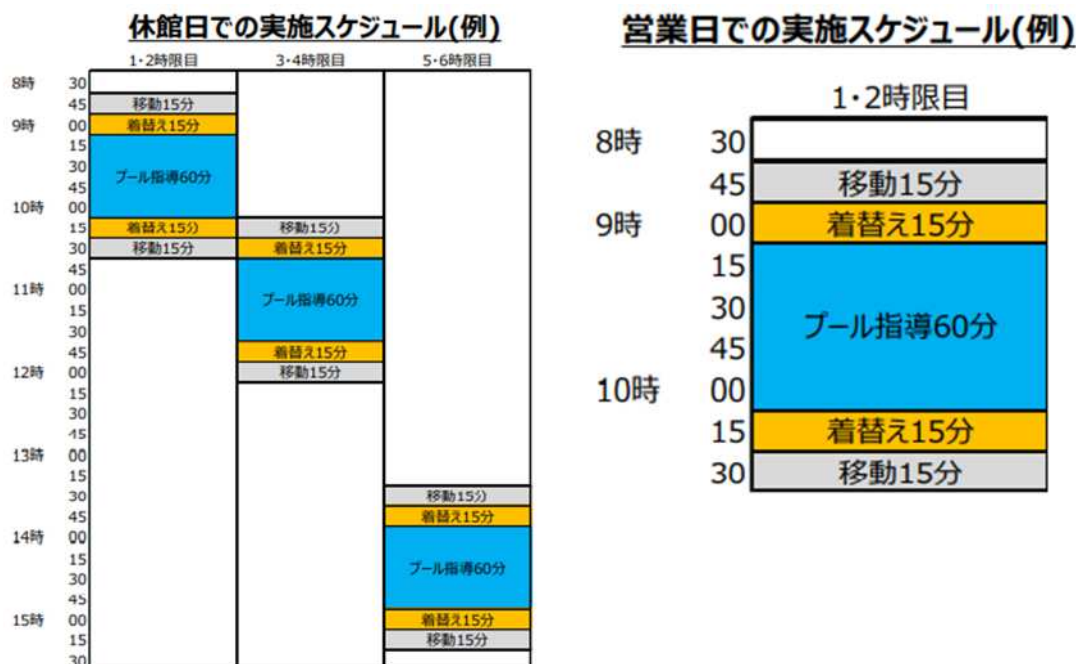 休館日での実施スケジュール(例)
1・2時限目 3・4時限目 5・6時限目
8時 30
45 移動15分
9時 00 着替え15分
15
30 プール指導60分
45
10時 00
15 着替え15分 移動15分
30 移動15分 着替え15分
45
11時 00 プール指導60分
15
30
45 着替え15分
12時 00 移動15分
15
30
45
13時 00
15
30 移動15分
45 着替え15分
14時 00
15 プール指導60分
30
45
15時 00 着替え15分
15 移動15分
30
営業日での実施スケジュール(例)
1・2時限目
8時 30
45 移動15分
9時 00 着替え15分
15
30 プール指導60分
45
10時 00
15 着替え15分
30 移動15分